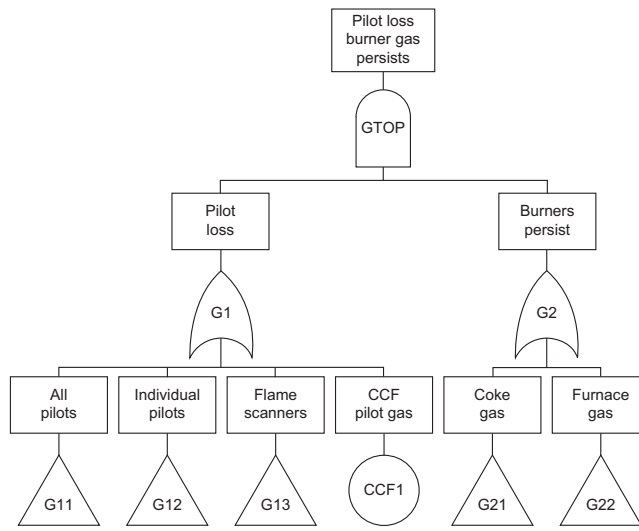 Pilot loss
burner gas
persists
GTOP
Pilot
loss
Burners
persist
G1
G2
All
pilots
Individual
pilots
Flame
scanners
CCF
pilot gas
Coke
gas
Furnace
gas
G11
G12
G13
CCF1
G21
G22